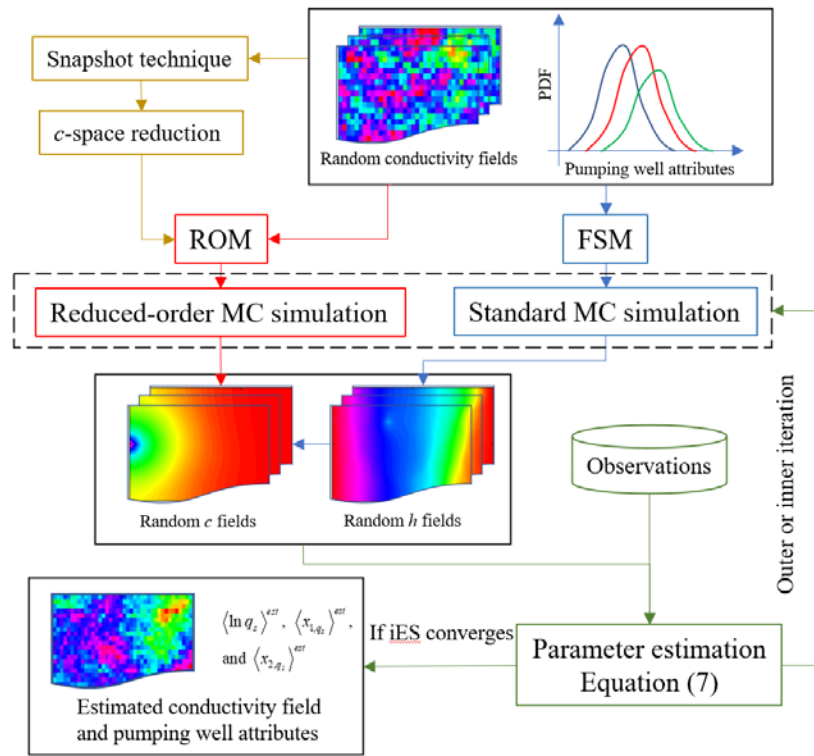 Snapshot technique
c-space reduction
Random conductivity fields
PDF
Pumping well attributes
ROM
FSM
Reduced-order MC simulation
Standard MC simulation
Random c fields
Random h fields
Observations
Outer or inner iteration
⟨ln q_s⟩^est, ⟨x_{1,q_s}⟩^est,
and ⟨x_{2,q_s}⟩^est
If iES converges
Parameter estimation
Equation (7)
Estimated conductivity field
and pumping well attributes